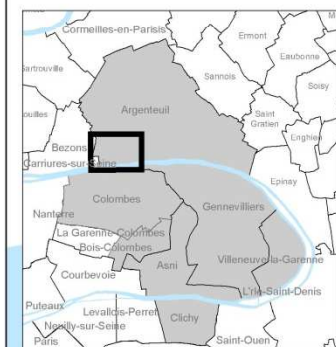 Cormeilles-en-Parisis
Ermont
Eaubonne
Sartrouville
Sannois
Soisy
Argenteuil
Saint
Gratien
Enghien
Bezons
Carrières-sur-Seine
Epinay
Colombes
Gennevilliers
Nanterre
La Garenne-Colombes
Bois-Colombes
Asni
Villeneuve-la-Garenne
Courbevoie
L'Ile-Saint-Denis
Puteaux
Levallois-Perret
Clichy
Neuilly-sur-Seine
Paris
Saint-Ouen